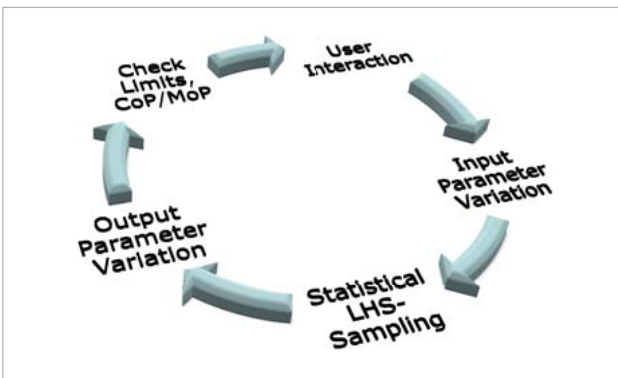 User
Interaction
Input
Parameter
Variation
Statistical
LHS-
Sampling
Output
Parameter
Variation
Check
Limits,
CoP/MoP